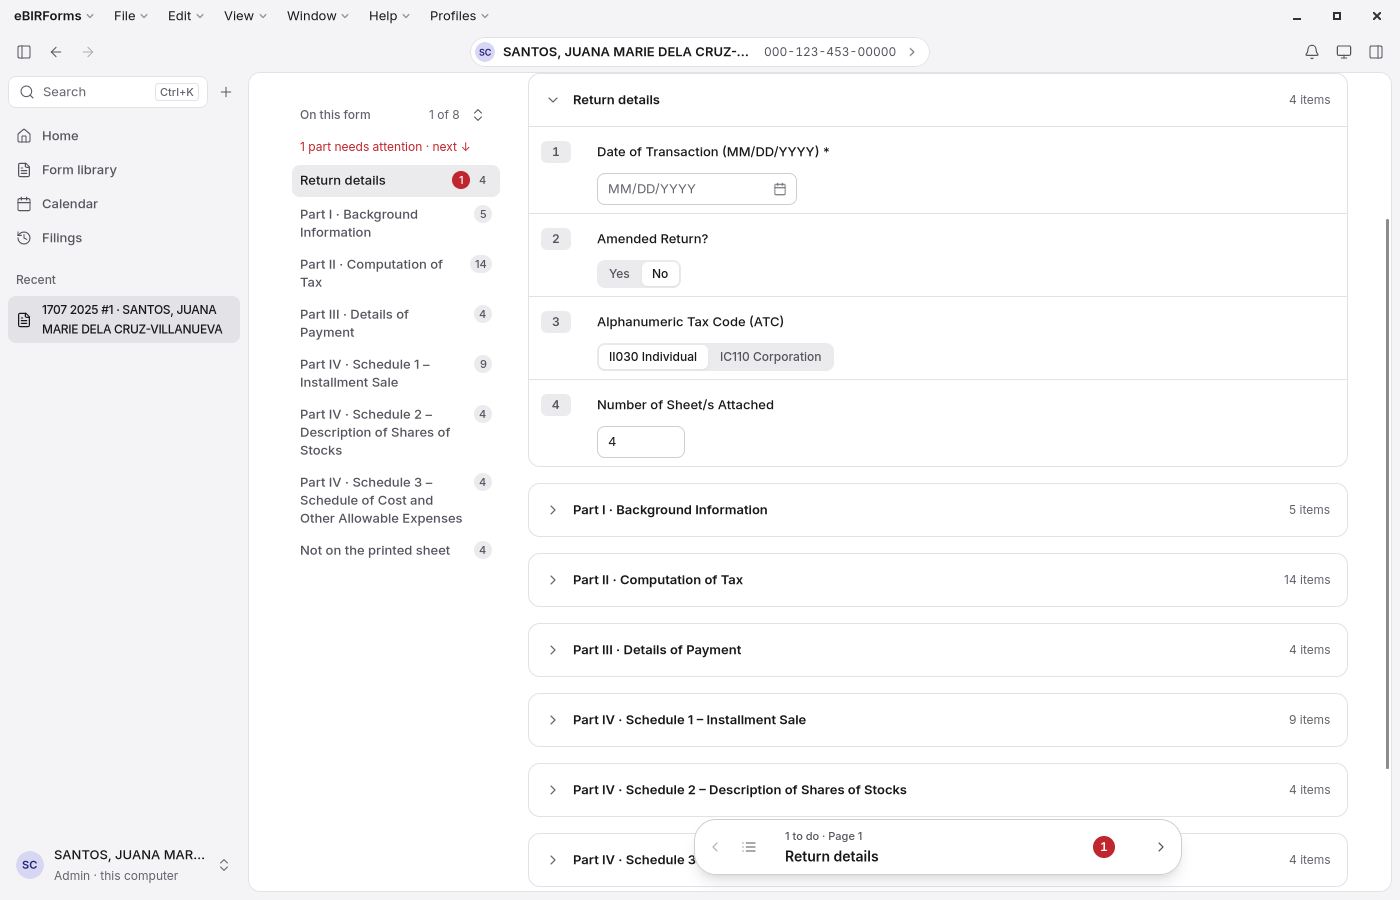 eBIRForms File Edit View Window Help Profiles
SC SANTOS, JUANA MARIE DELA CRUZ-... 000-123-453-00000
Search Ctrl+K
Home
Form library
Calendar
Filings
Recent
1707 2025 #1 · SANTOS, JUANA
MARIE DELA CRUZ-VILLANUEVA
SC SANTOS, JUANA MAR...
Admin · this computer
On this form 1 of 8
1 part needs attention · next ↓
Return details 1 4
Part I · Background 5
Information
Part II · Computation of 14
Tax
Part III · Details of 4
Payment
Part IV · Schedule 1 – 9
Installment Sale
Part IV · Schedule 2 – 4
Description of Shares of
Stocks
Part IV · Schedule 3 – 4
Schedule of Cost and
Other Allowable Expenses
Not on the printed sheet 4
Return details 4 items
1 Date of Transaction (MM/DD/YYYY) *
MM/DD/YYYY
2 Amended Return?
Yes No
3 Alphanumeric Tax Code (ATC)
II030 Individual IC110 Corporation
4 Number of Sheet/s Attached
4
Part I · Background Information 5 items
Part II · Computation of Tax 14 items
Part III · Details of Payment 4 items
Part IV · Schedule 1 – Installment Sale 9 items
Part IV · Schedule 2 – Description of Shares of Stocks 4 items
Part IV · Schedule 3 4 items
1 to do · Page 1
Return details 1